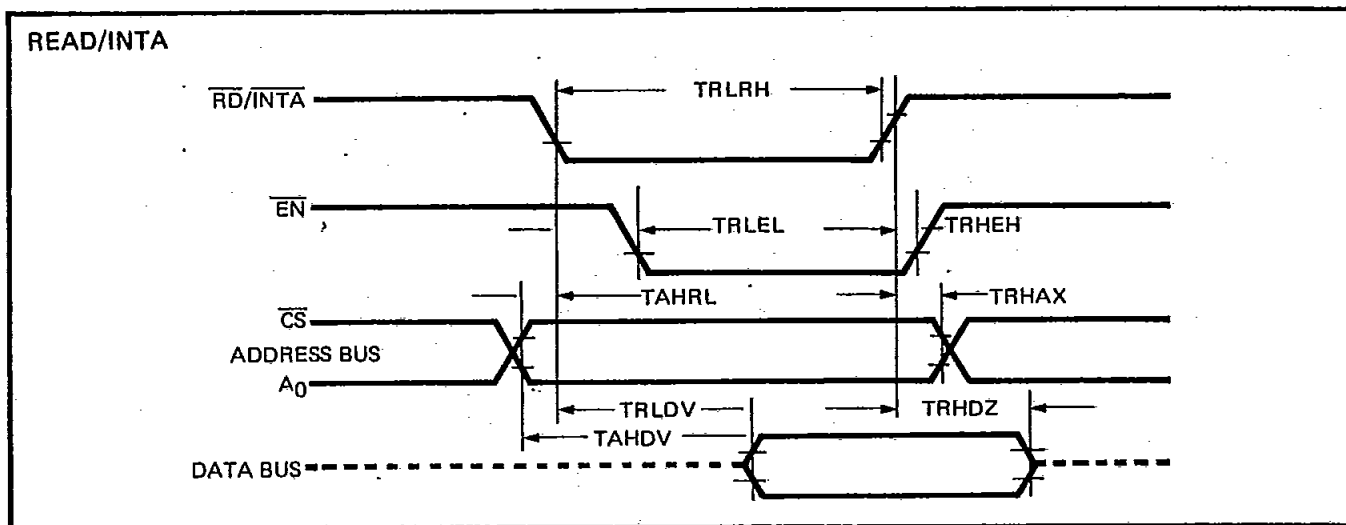 READ/INTA
RD/INTA
TRLRH
EN
TRLEL
TRHEH
TAHRL
TRHAX
CS
ADDRESS BUS
A0
TRLDV
TRHDZ
TAHDV
DATA BUS